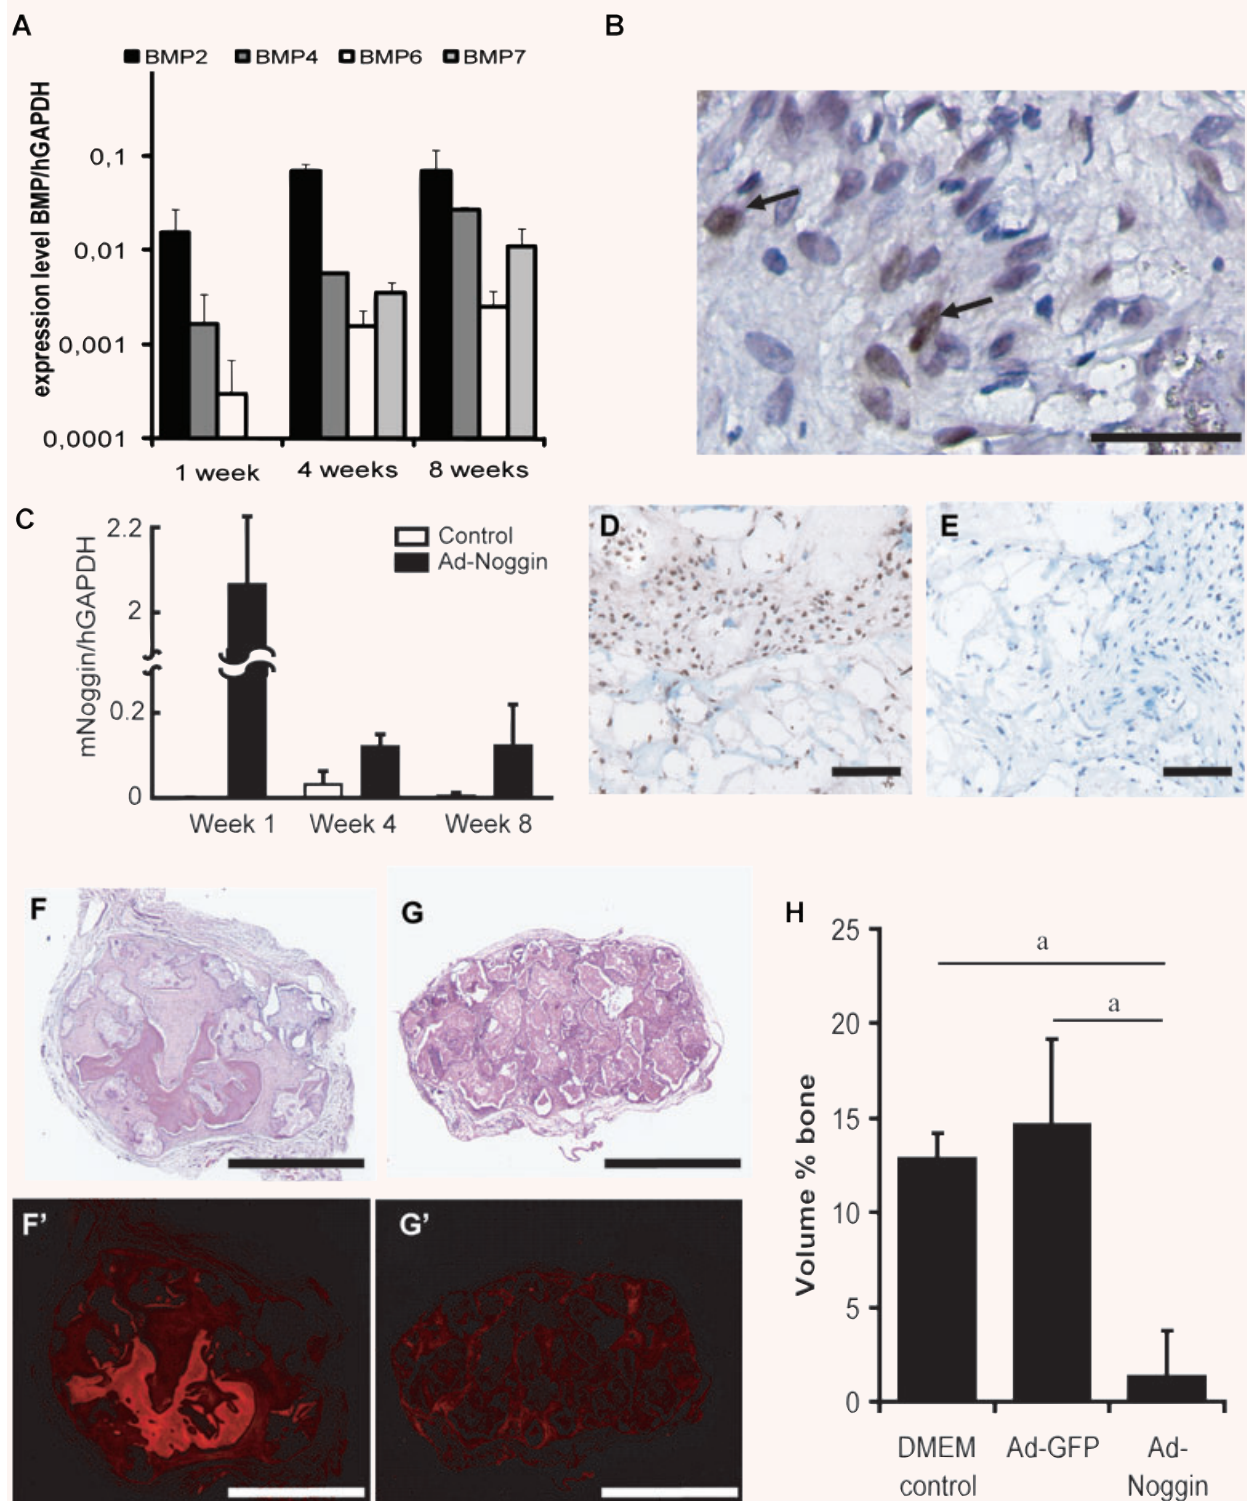 A
BMP2 BMP4 BMP6 BMP7
expression level BMP/hGAPDH
0,1
0,01
0,001
0,0001
1 week 4 weeks 8 weeks
B
C
mNoggin/hGAPDH
2.2
2
0.2
0
Control
Ad-Noggin
Week 1 Week 4 Week 8
D
E
F
G
F’
G’
H
Volume % bone
25
20
15
10
5
0
a
a
DMEM control
Ad-GFP
Ad-Noggin